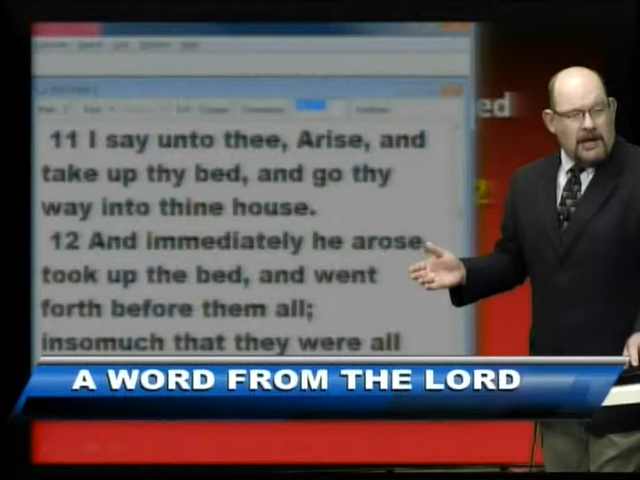 ed
11 I say unto thee, Arise, and
take up thy bed, and go thy
way into thine house.
12 And immediately he arose,
took up the bed, and went
forth before them all;
insomuch that they were all
A WORD FROM THE LORD